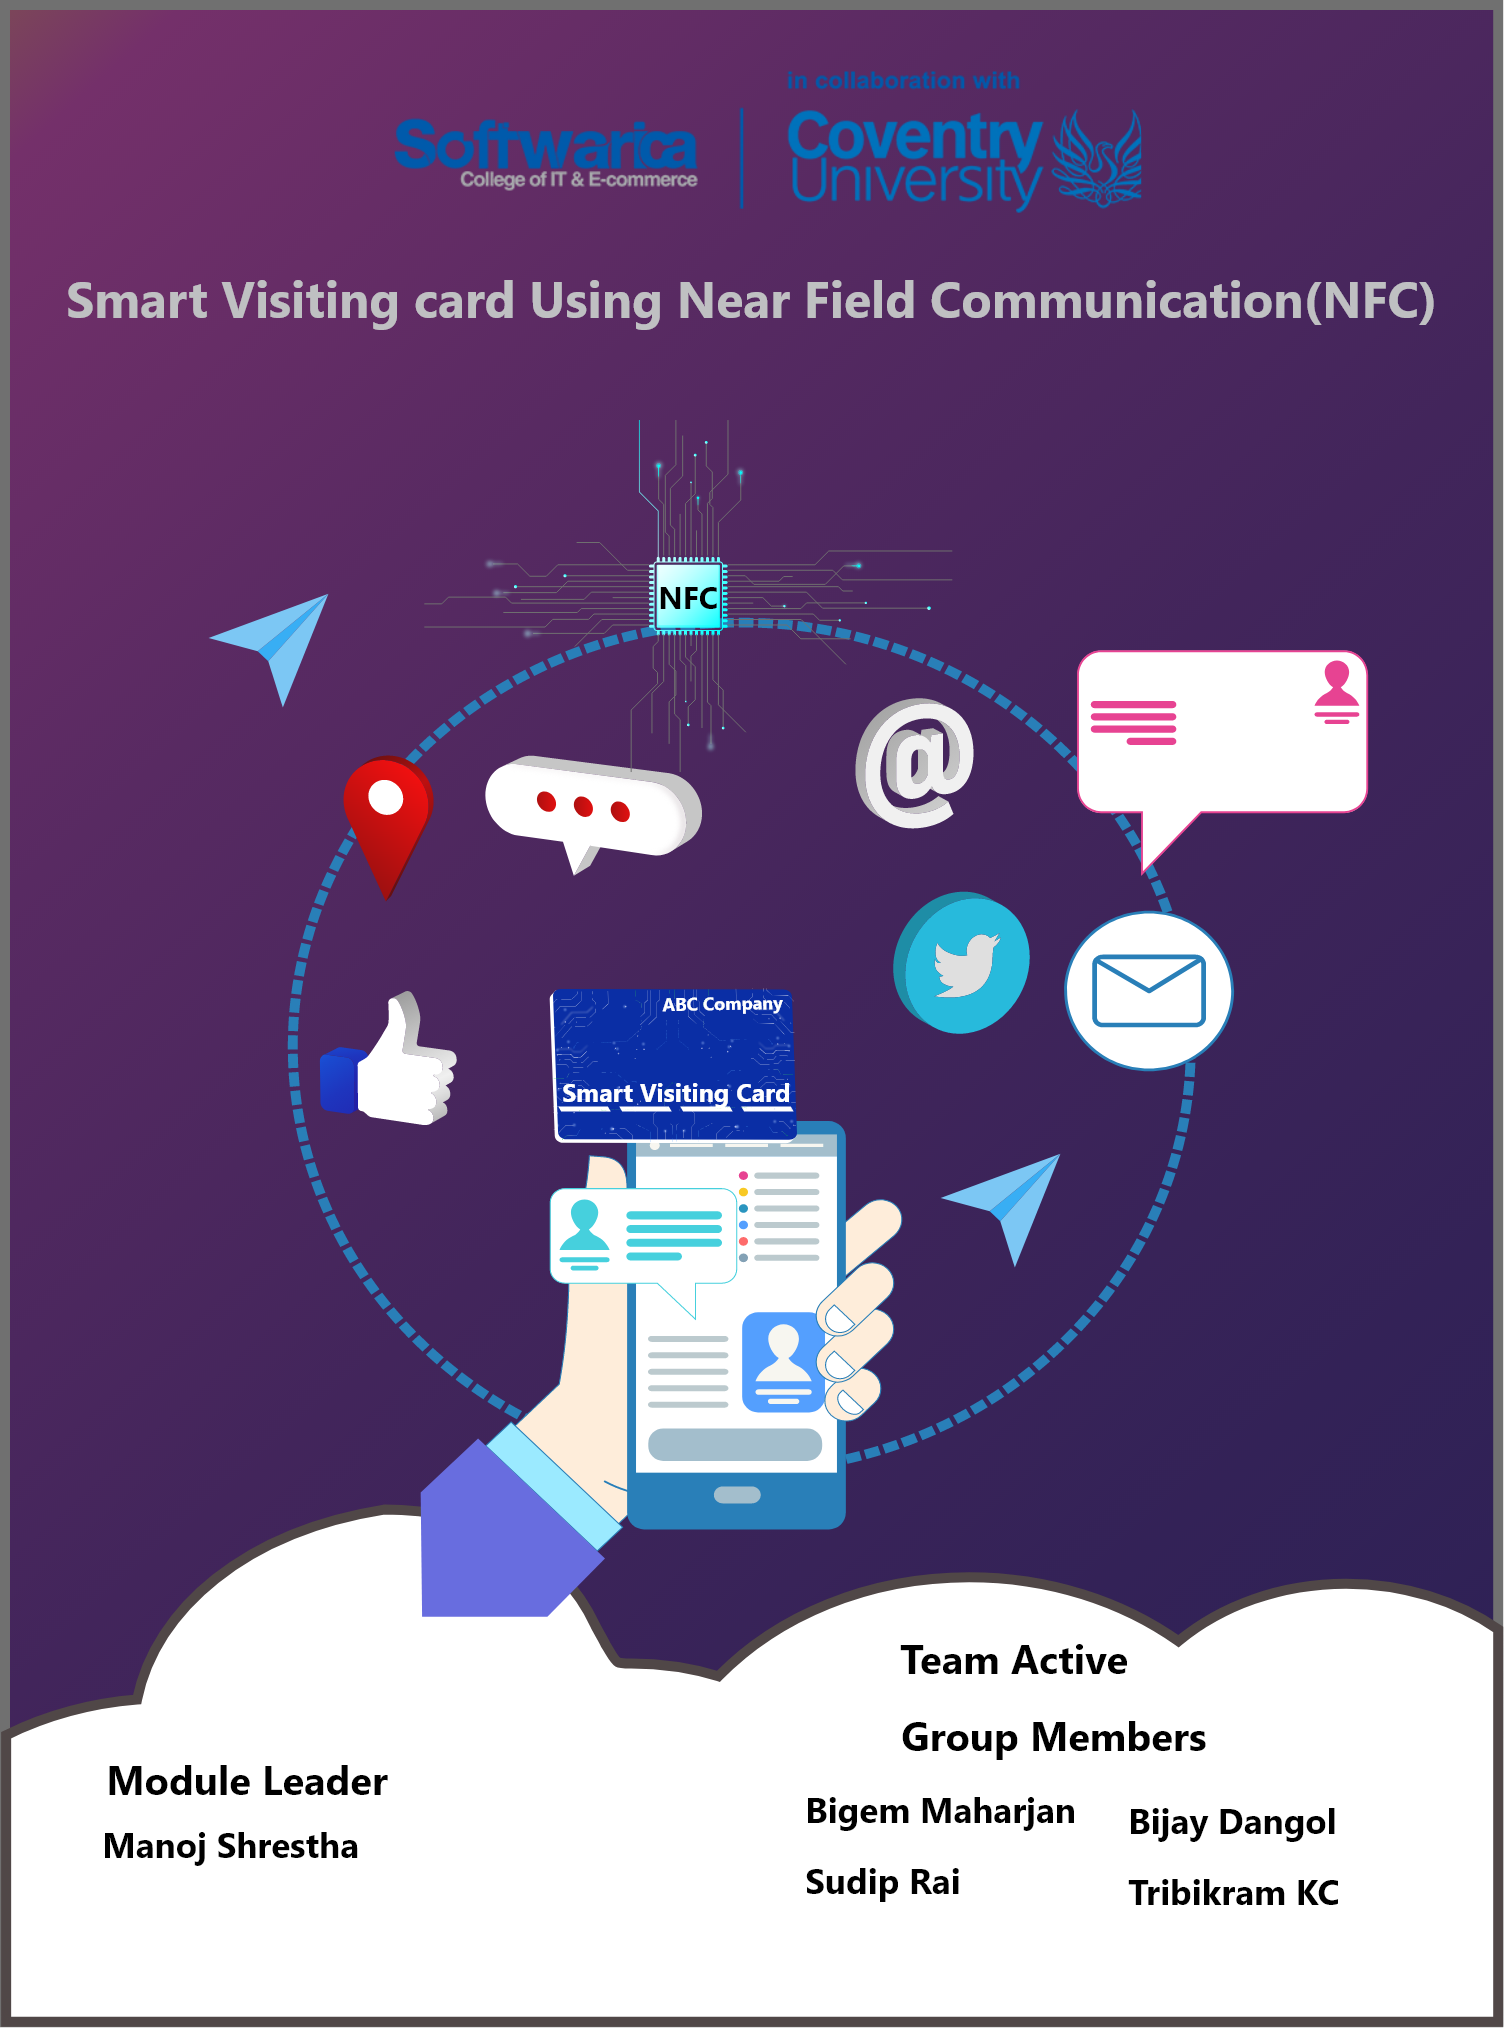 in collaboration with
Softwarica
College of IT & E-commerce
Coventry
University
Smart Visiting card Using Near Field Communication(NFC)
NFC
@
ABC Company
Smart Visiting Card
Team Active
Group Members
Module Leader
Manoj Shrestha
Bigem Maharjan
Bijay Dangol
Sudip Rai
Tribikram KC